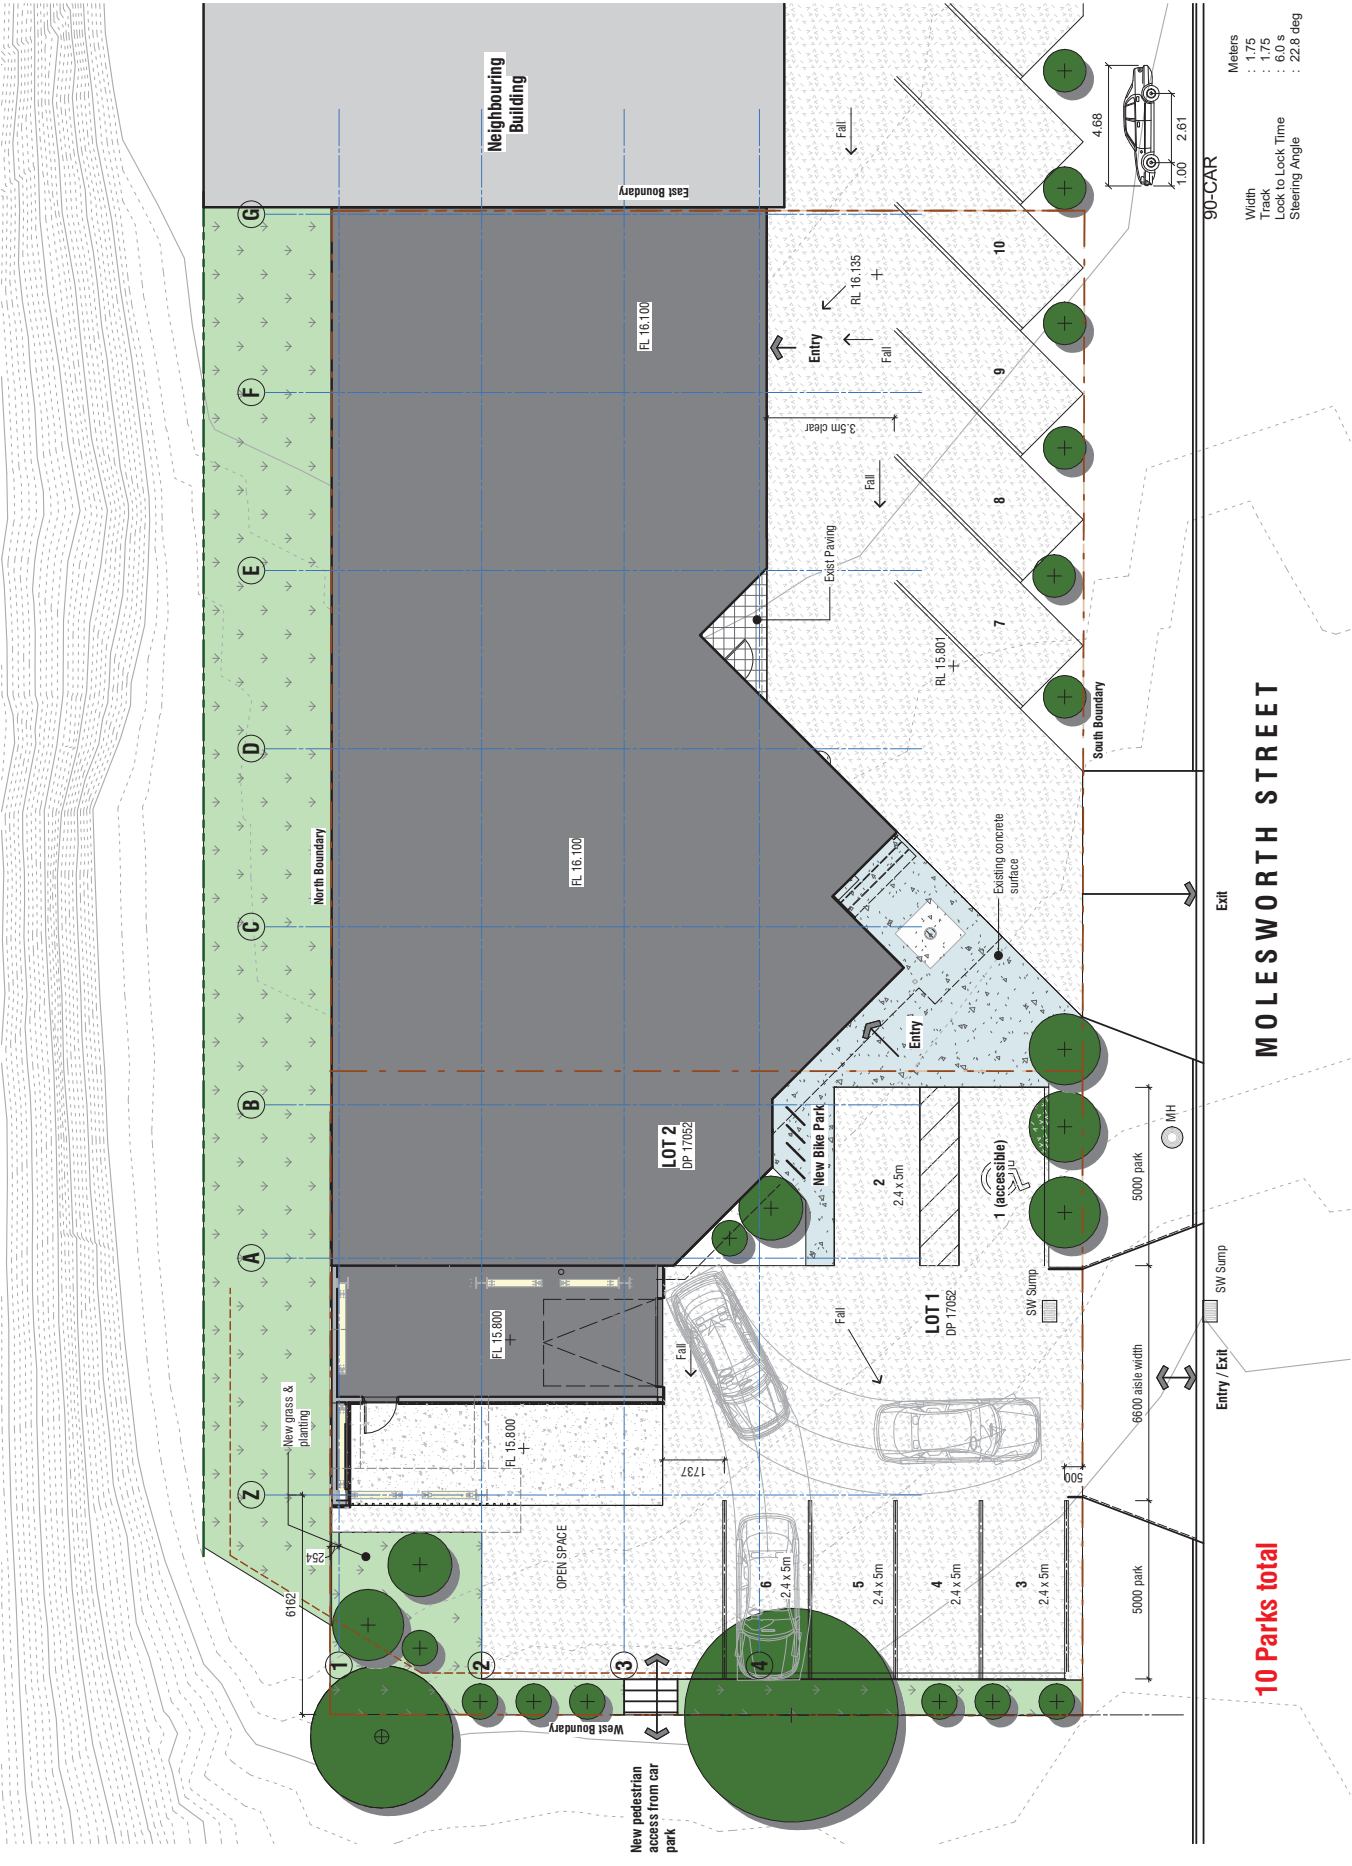 Neighbouring
Building
East Boundary
G
F
E
D
C
B
A
Z
1
2
3
4
North Boundary
FL 16.100
FL 16.100
Fall
RL 16.135
Entry
Fall
3.5m clear
Fall
Exist Paving
RL 15.801
10
9
8
7
South Boundary
Existing concrete
surface
Entry
New Bike Park
LOT 2
DP 17052
2
2.4 x 5m
1 (accessible)
LOT 1
DP 17052
SW Sump
Fall
Fall
FL 15.800
FL 15.800
New grass &
planting
254
6162
OPEN SPACE
1737
500
6
2.4 x 5m
5
2.4 x 5m
4
2.4 x 5m
3
2.4 x 5m
West Boundary
New pedestrian
access from car
park
5000 park
6600 aisle width
5000 park
MH
SW Sump
Entry / Exit
Exit
MOLESWORTH STREET
10 Parks total
4.68
1.00
2.61
90-CAR
Meters
Width : 1.75
Track : 1.75
Lock to Lock Time : 6.0 s
Steering Angle : 22.8 deg